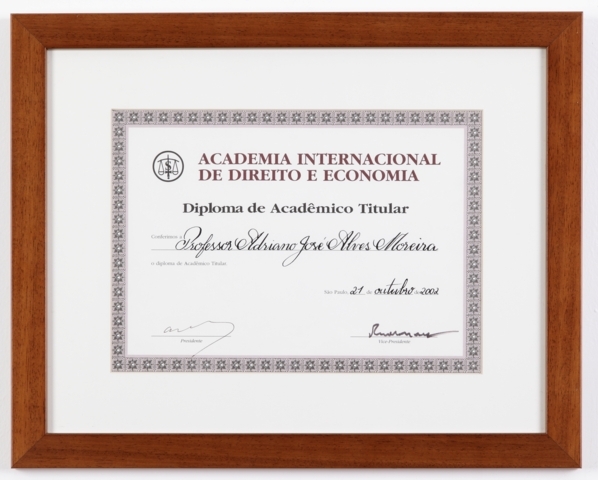 ACADEMIA INTERNACIONAL
DE DIREITO E ECONOMIA
Diploma de Acadêmico Titular
Conferimos a Professor Adriano José Alves Moreira
o diploma de Acadêmico Titular.
São Paulo, 21 de outubro de 2002
Presidente
Vice-Presidente